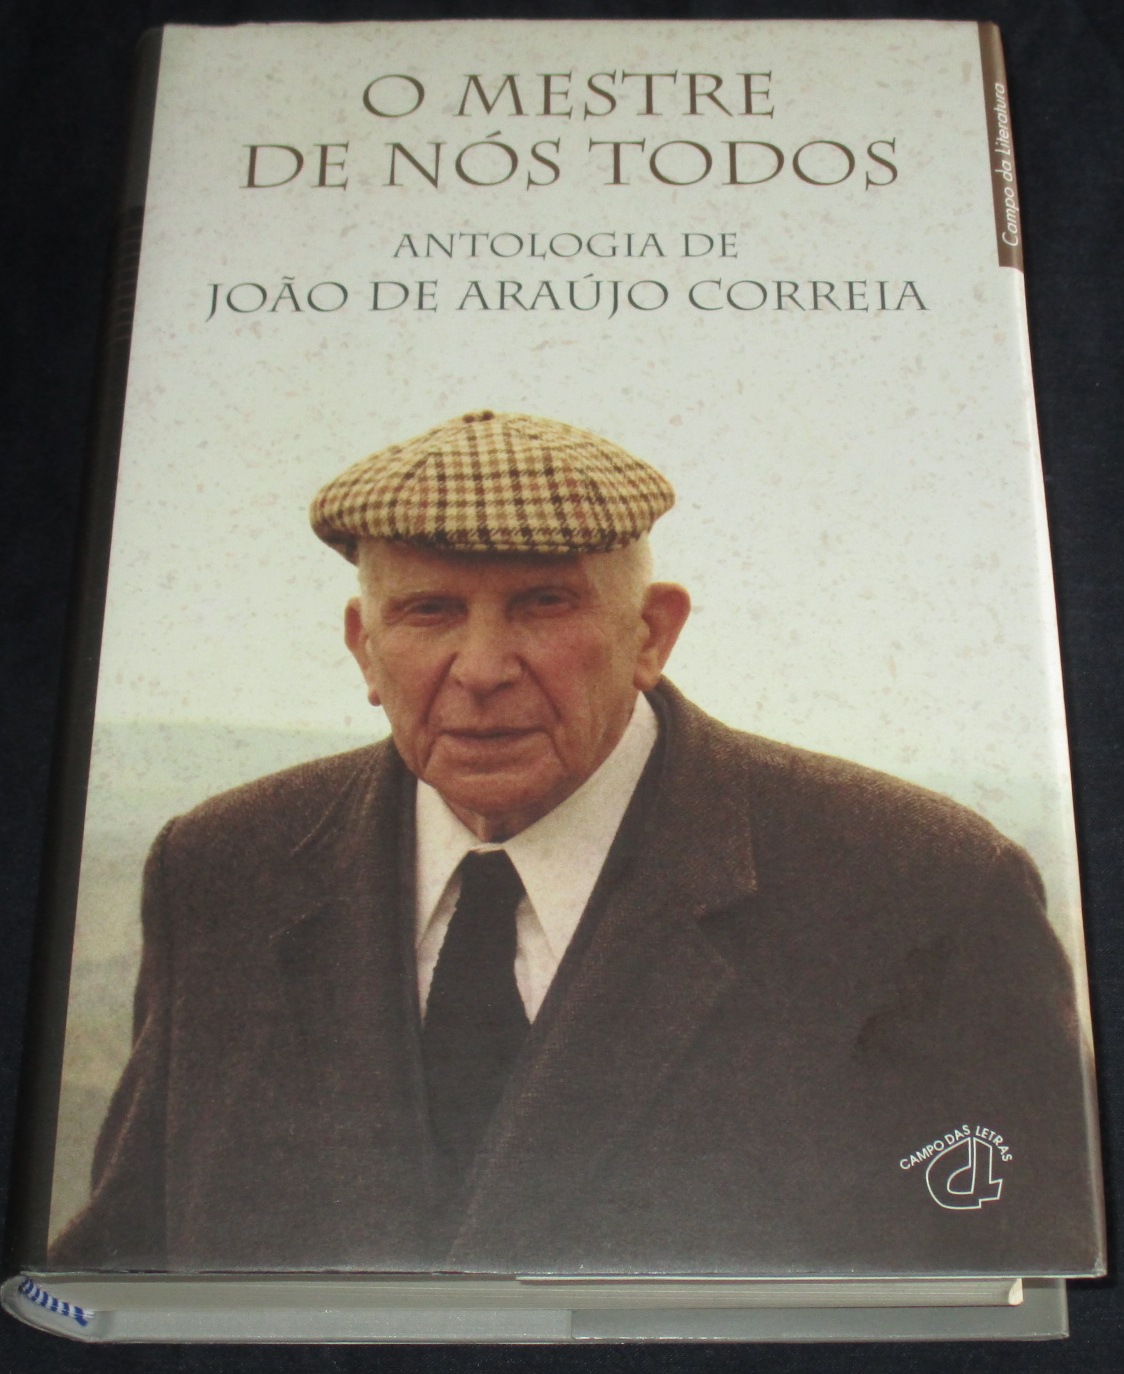 O MESTRE
DE NÓS TODOS
ANTOLOGIA DE
JOÃO DE ARAÚJO CORREIA
Campo da Literatura
CAMPO DAS LETRAS